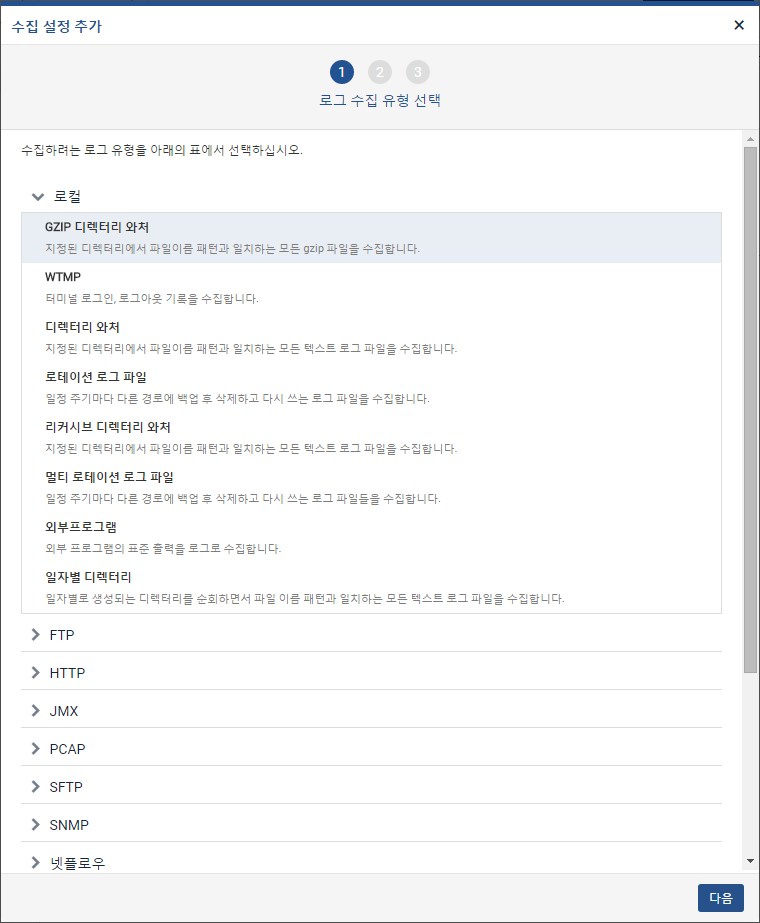 수집 설정 추가
1 2 3
로그 수집 유형 선택
수집하려는 로그 유형을 아래의 표에서 선택하십시오.
로컬
GZIP 디렉터리 와처
지정된 디렉터리에서 파일이름 패턴과 일치하는 모든 gzip 파일을 수집합니다.
WTMP
터미널 로그인, 로그아웃 기록을 수집합니다.
디렉터리 와처
지정된 디렉터리에서 파일이름 패턴과 일치하는 모든 텍스트 로그 파일을 수집합니다.
로테이션 로그 파일
일정 주기마다 다른 경로에 백업 후 삭제하고 다시 쓰는 로그 파일을 수집합니다.
리커시브 디렉터리 와처
지정된 디렉터리에서 파일이름 패턴과 일치하는 모든 텍스트 로그 파일을 수집합니다.
멀티 로테이션 로그 파일
일정 주기마다 다른 경로에 백업 후 삭제하고 다시 쓰는 로그 파일들을 수집합니다.
외부프로그램
외부 프로그램의 표준 출력을 로그로 수집합니다.
일자별 디렉터리
일자별로 생성되는 디렉터리를 순회하면서 파일 이름 패턴과 일치하는 모든 텍스트 로그 파일을 수집합니다.
FTP
HTTP
JMX
PCAP
SFTP
SNMP
넷플로우
다음